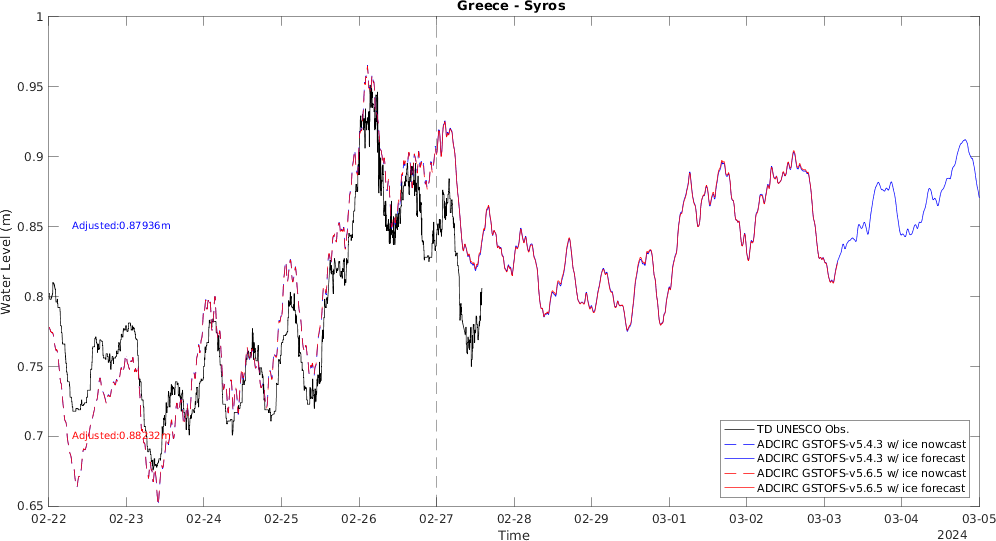 Greece - Syros
1
0.95
0.9
0.85
0.8
0.75
0.7
0.65
Water Level (m)
Adjusted:0.87936m
Adjusted:0.88232m
TD UNESCO Obs.
ADCIRC GSTOFS-v5.4.3 w/ ice nowcast
ADCIRC GSTOFS-v5.4.3 w/ ice forecast
ADCIRC GSTOFS-v5.6.5 w/ ice nowcast
ADCIRC GSTOFS-v5.6.5 w/ ice forecast
02-22 02-23 02-24 02-25 02-26 02-27 02-28 02-29 03-01 03-02 03-03 03-04 03-05
Time
2024